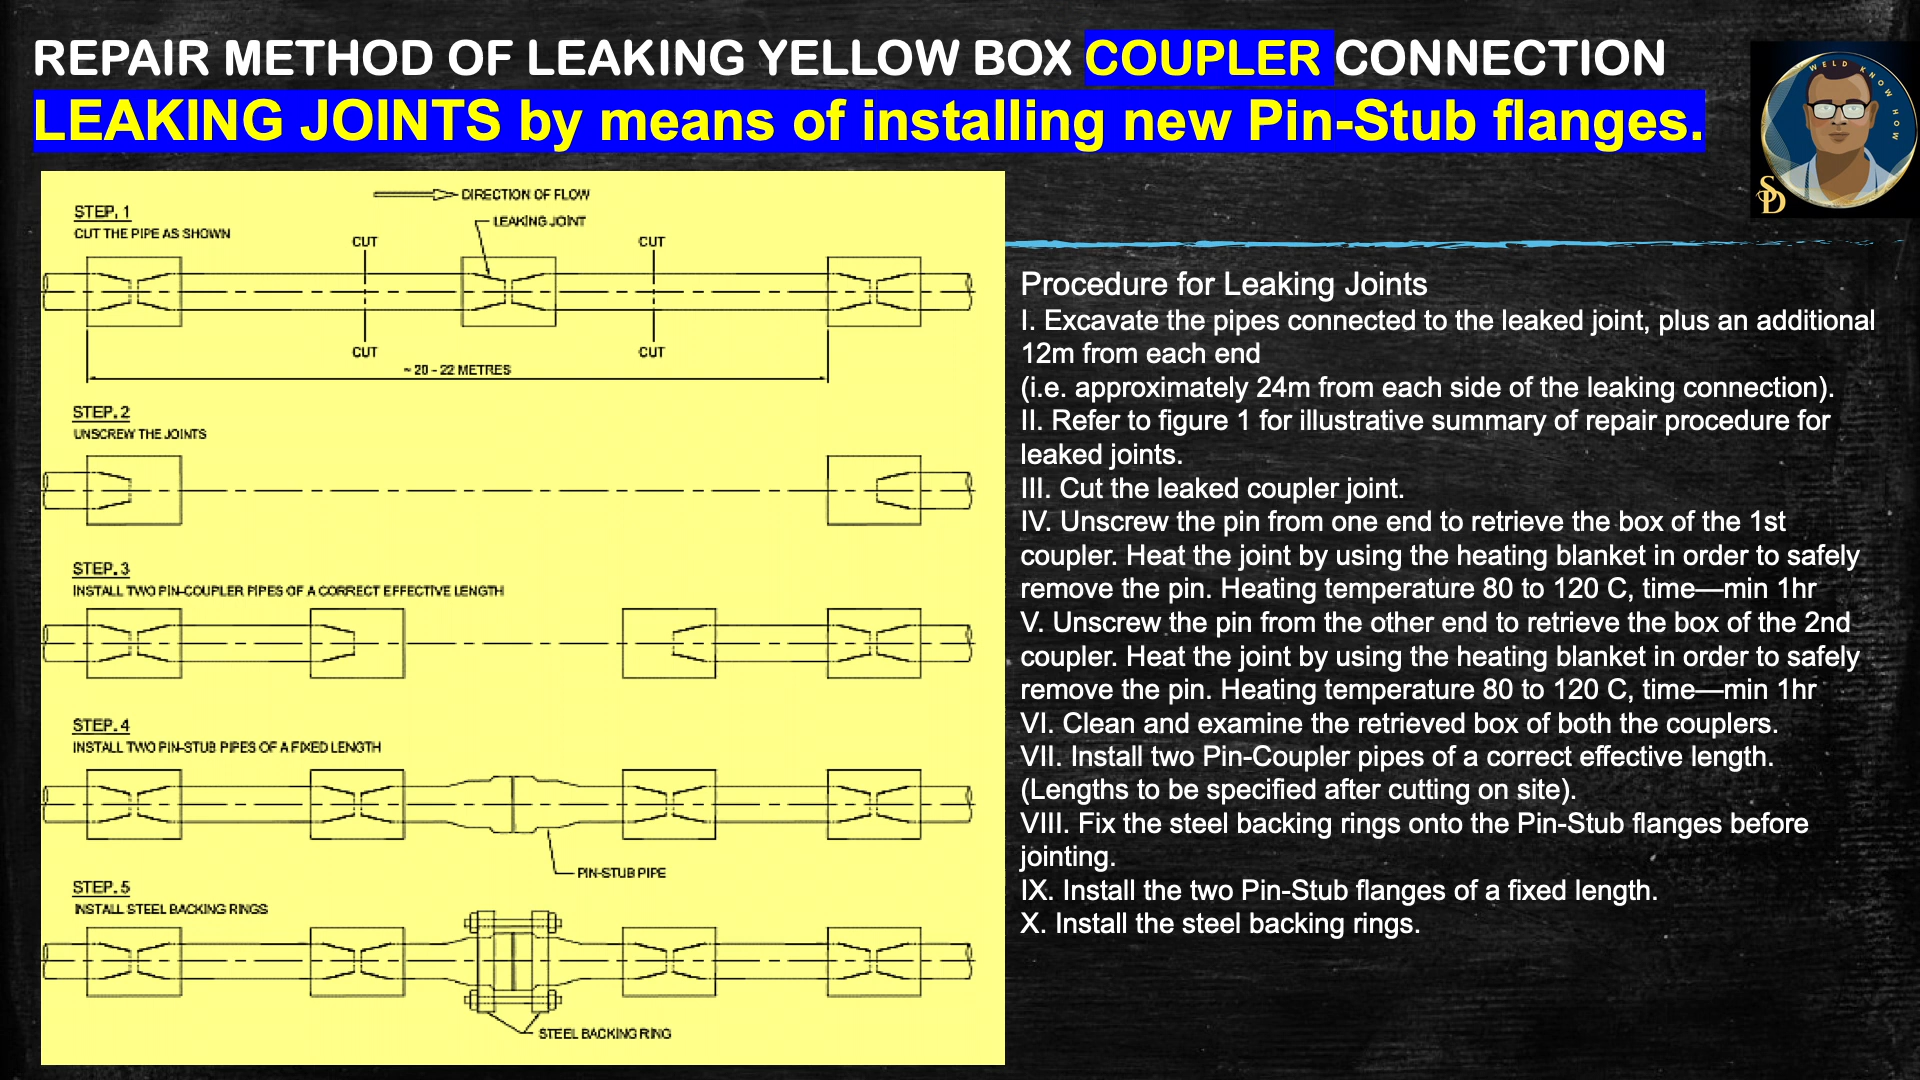 REPAIR METHOD OF LEAKING YELLOW BOX COUPLER CONNECTION
LEAKING JOINTS by means of installing new Pin-Stub flanges.
WELD KNOW HOW
SD
DIRECTION OF FLOW
STEP. 1
CUT THE PIPE AS SHOWN
LEAKING JOINT
CUT
CUT
CUT
CUT
~ 20 - 22 METRES
STEP. 2
UNSCREW THE JOINTS
STEP. 3
INSTALL TWO PIN-COUPLER PIPES OF A CORRECT EFFECTIVE LENGTH
STEP. 4
INSTALL TWO PIN-STUB PIPES OF A FIXED LENGTH
PIN-STUB PIPE
STEP. 5
INSTALL STEEL BACKING RINGS
STEEL BACKING RING
Procedure for Leaking Joints
I. Excavate the pipes connected to the leaked joint, plus an additional
12m from each end
(i.e. approximately 24m from each side of the leaking connection).
II. Refer to figure 1 for illustrative summary of repair procedure for
leaked joints.
III. Cut the leaked coupler joint.
IV. Unscrew the pin from one end to retrieve the box of the 1st
coupler. Heat the joint by using the heating blanket in order to safely
remove the pin. Heating temperature 80 to 120 C, time—min 1hr
V. Unscrew the pin from the other end to retrieve the box of the 2nd
coupler. Heat the joint by using the heating blanket in order to safely
remove the pin. Heating temperature 80 to 120 C, time—min 1hr
VI. Clean and examine the retrieved box of both the couplers.
VII. Install two Pin-Coupler pipes of a correct effective length.
(Lengths to be specified after cutting on site).
VIII. Fix the steel backing rings onto the Pin-Stub flanges before
jointing.
IX. Install the two Pin-Stub flanges of a fixed length.
X. Install the steel backing rings.